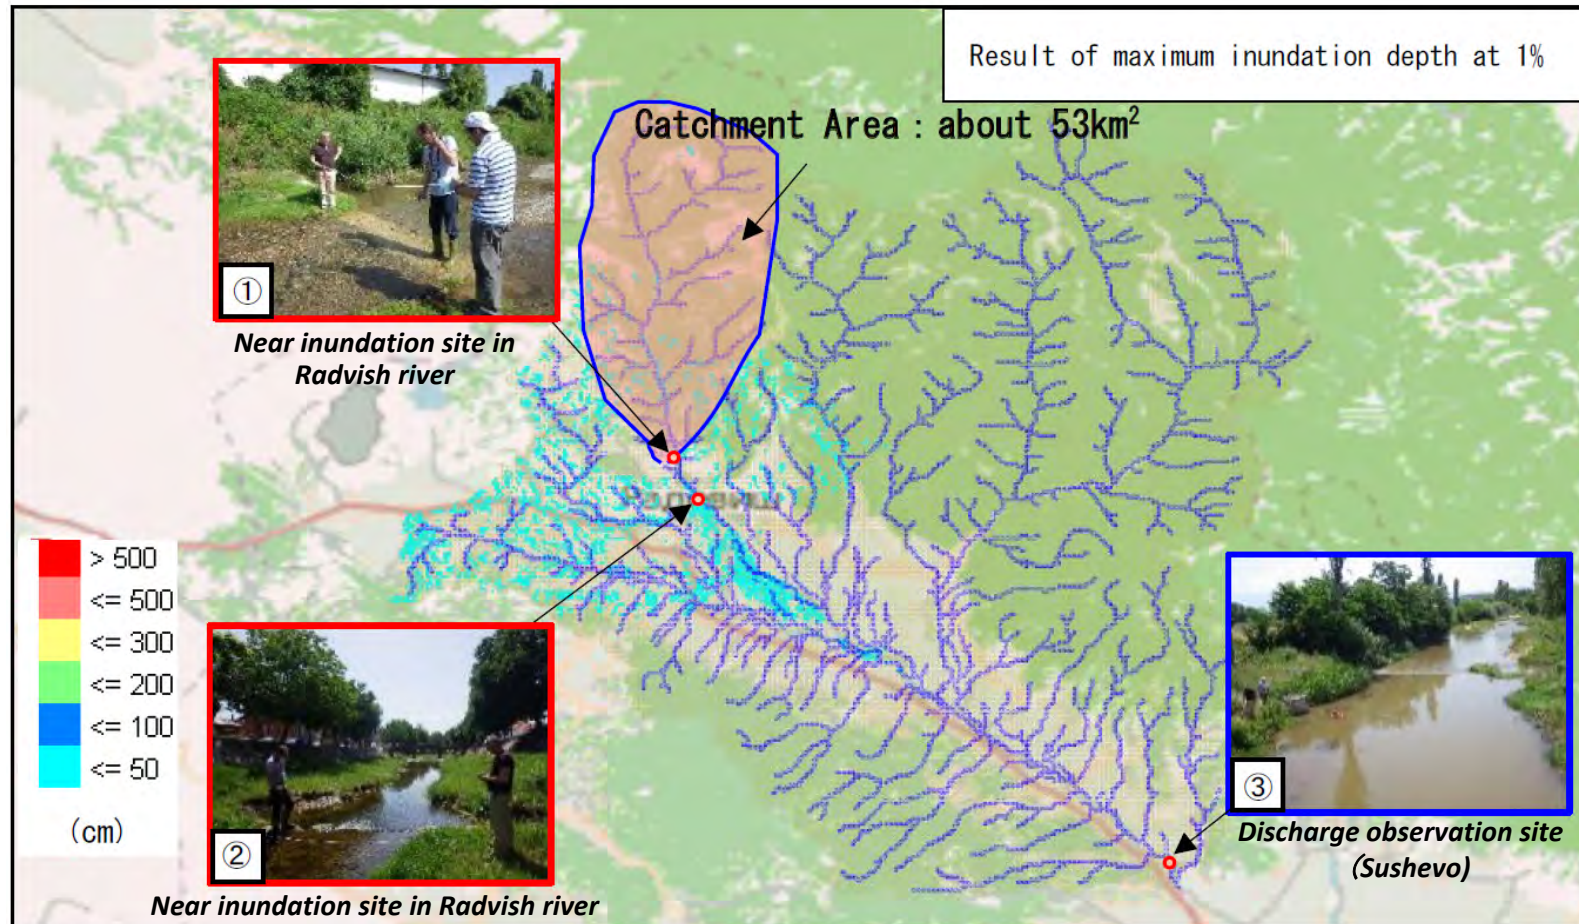 Result of maximum inundation depth at 1%
Catchment Area : about 53km²
①
Near inundation site in
Radvish river
> 500
<= 500
<= 300
<= 200
<= 100
<= 50
(cm)
②
Near inundation site in Radvish river
③
Discharge observation site
(Sushevo)